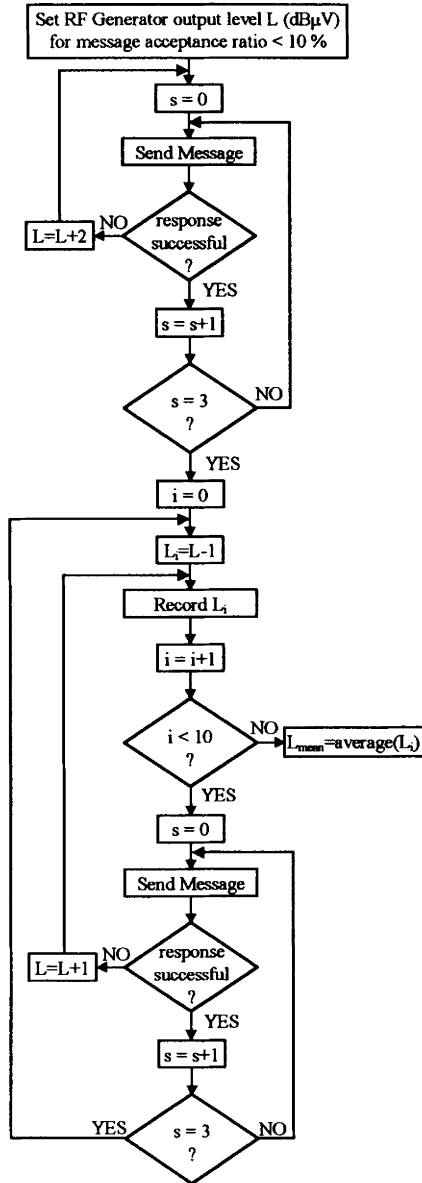 Set RF Generator output level L (dBμV)
for message acceptance ratio < 10 %
s = 0
Send Message
response
successful
?
NO
L=L+2
YES
s = s+1
s = 3
?
NO
YES
i = 0
Lᵢ=L-1
Record Lᵢ
i = i+1
i < 10
?
NO
Lmean=average(Lᵢ)
YES
s = 0
Send Message
response
successful
?
NO
L=L+1
YES
s = s+1
s = 3
?
YES
NO